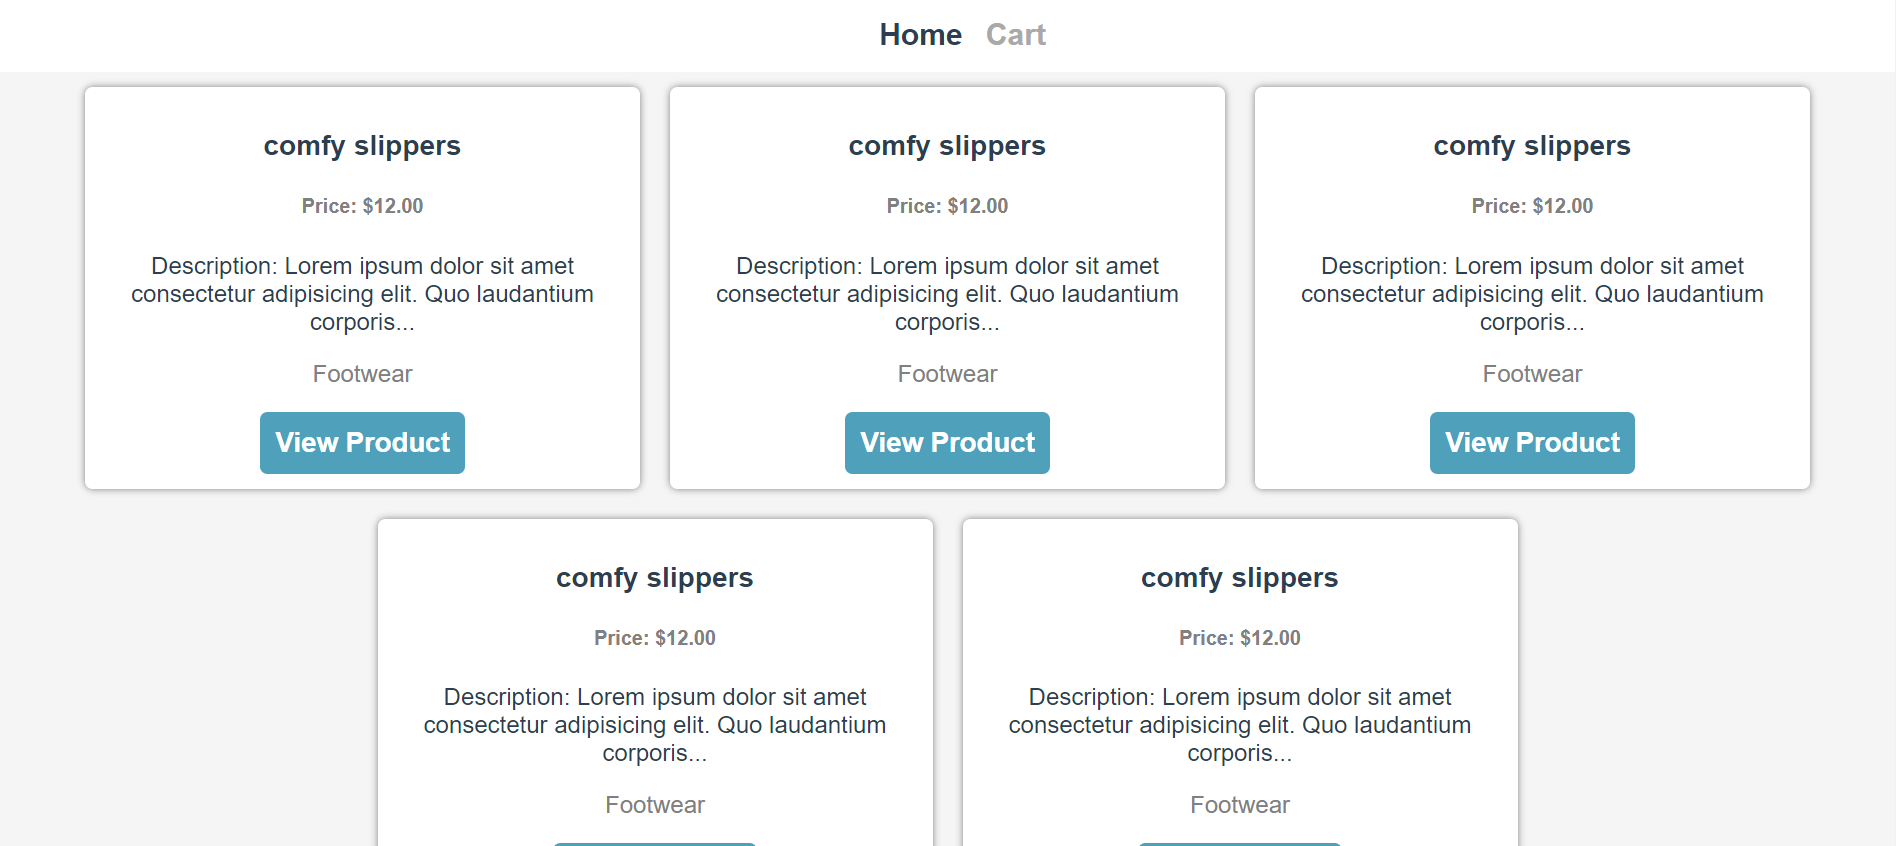 Home Cart
comfy slippers
Price: $12.00
Description: Lorem ipsum dolor sit amet
consectetur adipisicing elit. Quo laudantium
corporis...
Footwear
View Product
comfy slippers
Price: $12.00
Description: Lorem ipsum dolor sit amet
consectetur adipisicing elit. Quo laudantium
corporis...
Footwear
View Product
comfy slippers
Price: $12.00
Description: Lorem ipsum dolor sit amet
consectetur adipisicing elit. Quo laudantium
corporis...
Footwear
View Product
comfy slippers
Price: $12.00
Description: Lorem ipsum dolor sit amet
consectetur adipisicing elit. Quo laudantium
corporis...
Footwear
comfy slippers
Price: $12.00
Description: Lorem ipsum dolor sit amet
consectetur adipisicing elit. Quo laudantium
corporis...
Footwear